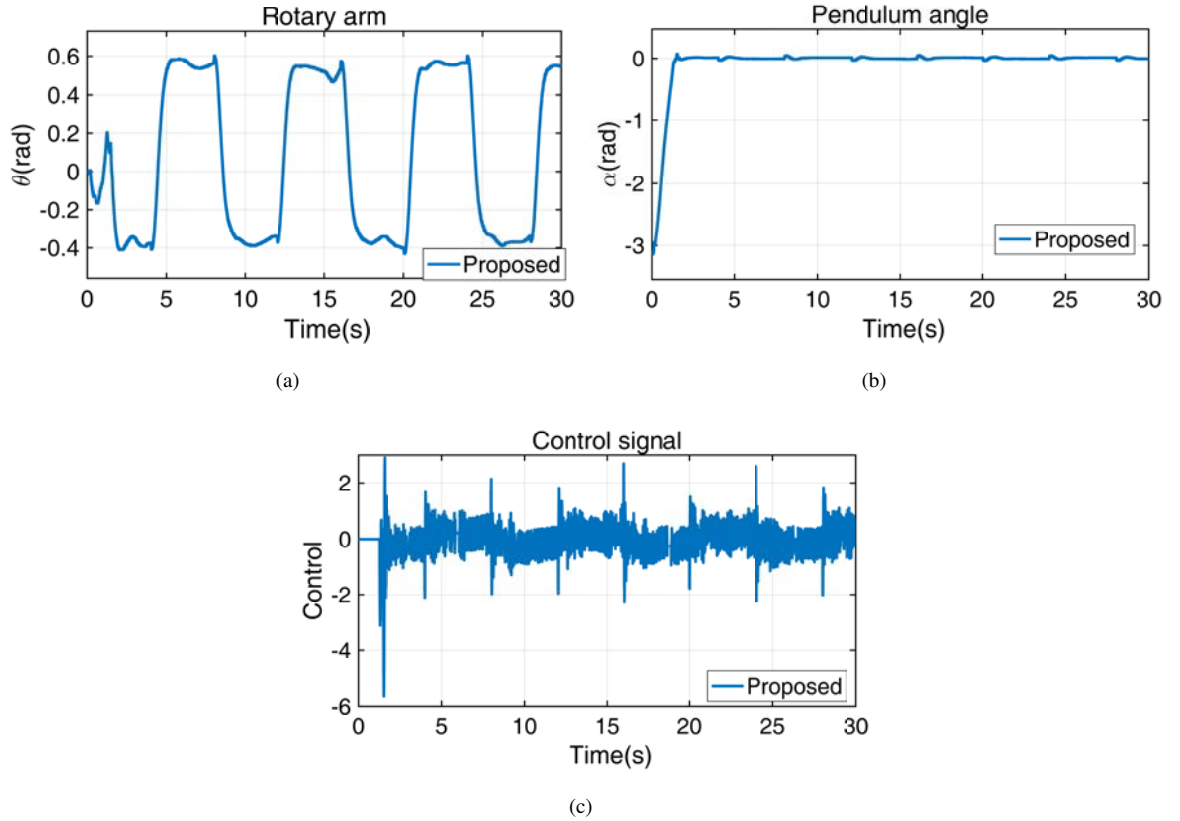 Rotary arm
0.6
0.4
0.2
0
-0.2
-0.4
θ(rad)
0 5 10 15 20 25 30
Time(s)
Proposed
(a)
Pendulum angle
0
-1
-2
-3
α(rad)
0 5 10 15 20 25 30
Time(s)
Proposed
(b)
Control signal
2
0
-2
-4
-6
Control
0 5 10 15 20 25 30
Time(s)
Proposed
(c)